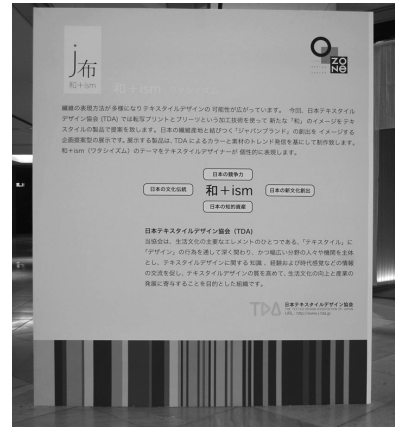 j布
和+ism
和+ism ワタシイズム
OZONE
繊維の表現方法が多様になりテキスタイルデザインの 可能性が広がっています。 今回、日本テキスタイル
デザイン協会 (TDA) では転写プリントとプリーツという加工技術を使って 新たな「和」のイメージをテキ
スタイルの製品で提案を致します。日本の繊維産地と結びつく "ジャパンブランド" の創出を イメージする
企画提案型の展示です。展示する製品は、TDA によるカラーと素材のトレンド発信を基にして制作致します。
和+ism (ワタシイズム) のテーマをテキスタイルデザイナーが 個性的に表現します。
日本の競争力
日本の文化伝統
和+ism
日本の新文化創出
日本の知的資産
日本テキスタイルデザイン協会 (TDA)
当協会は、生活文化の主要なエレメントのひとつである、「テキスタイル」に
「デザイン」の行為を通して深く関わり、かつ幅広い分野の人々や機関を主体
とし、テキスタイルデザインに関する 知識 、経験および時代感覚などの情報
の交流を促し、テキスタイルデザインの質を高めて、生活文化の向上と産業の
発展に寄与することを目的とした組織です。
TDA
日本テキスタイルデザイン協会